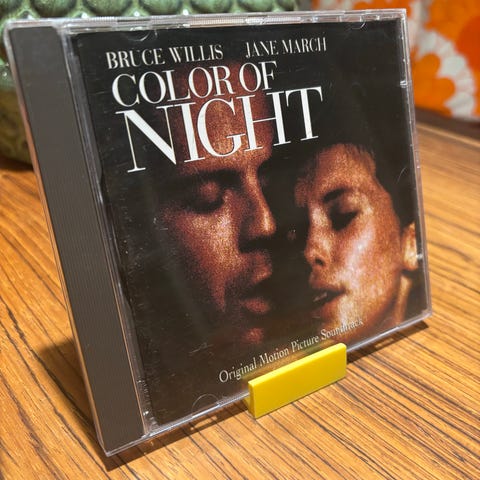 BRUCE WILLIS JANE MARCH
COLOR OF
NIGHT
Original Motion Picture Soundtrack